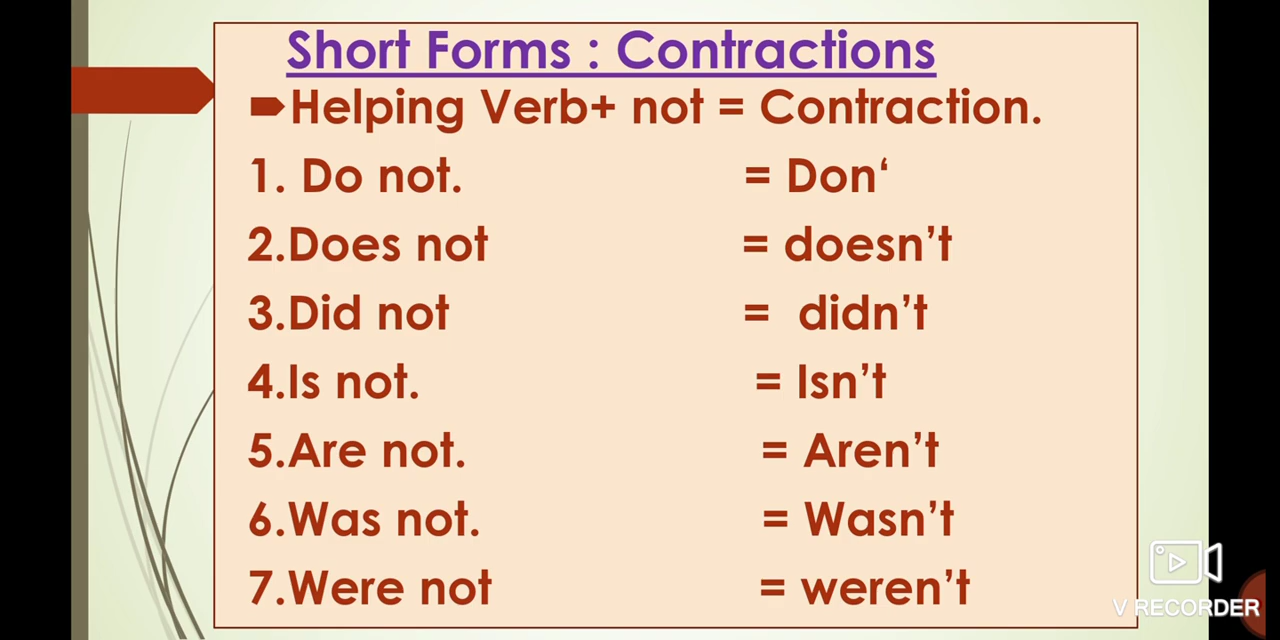 Short Forms : Contractions
Helping Verb+ not = Contraction.
1. Do not. = Don‘
2.Does not = doesn’t
3.Did not = didn’t
4.Is not. = Isn’t
5.Are not. = Aren’t
6.Was not. = Wasn’t
7.Were not = weren’t
V RECORDER